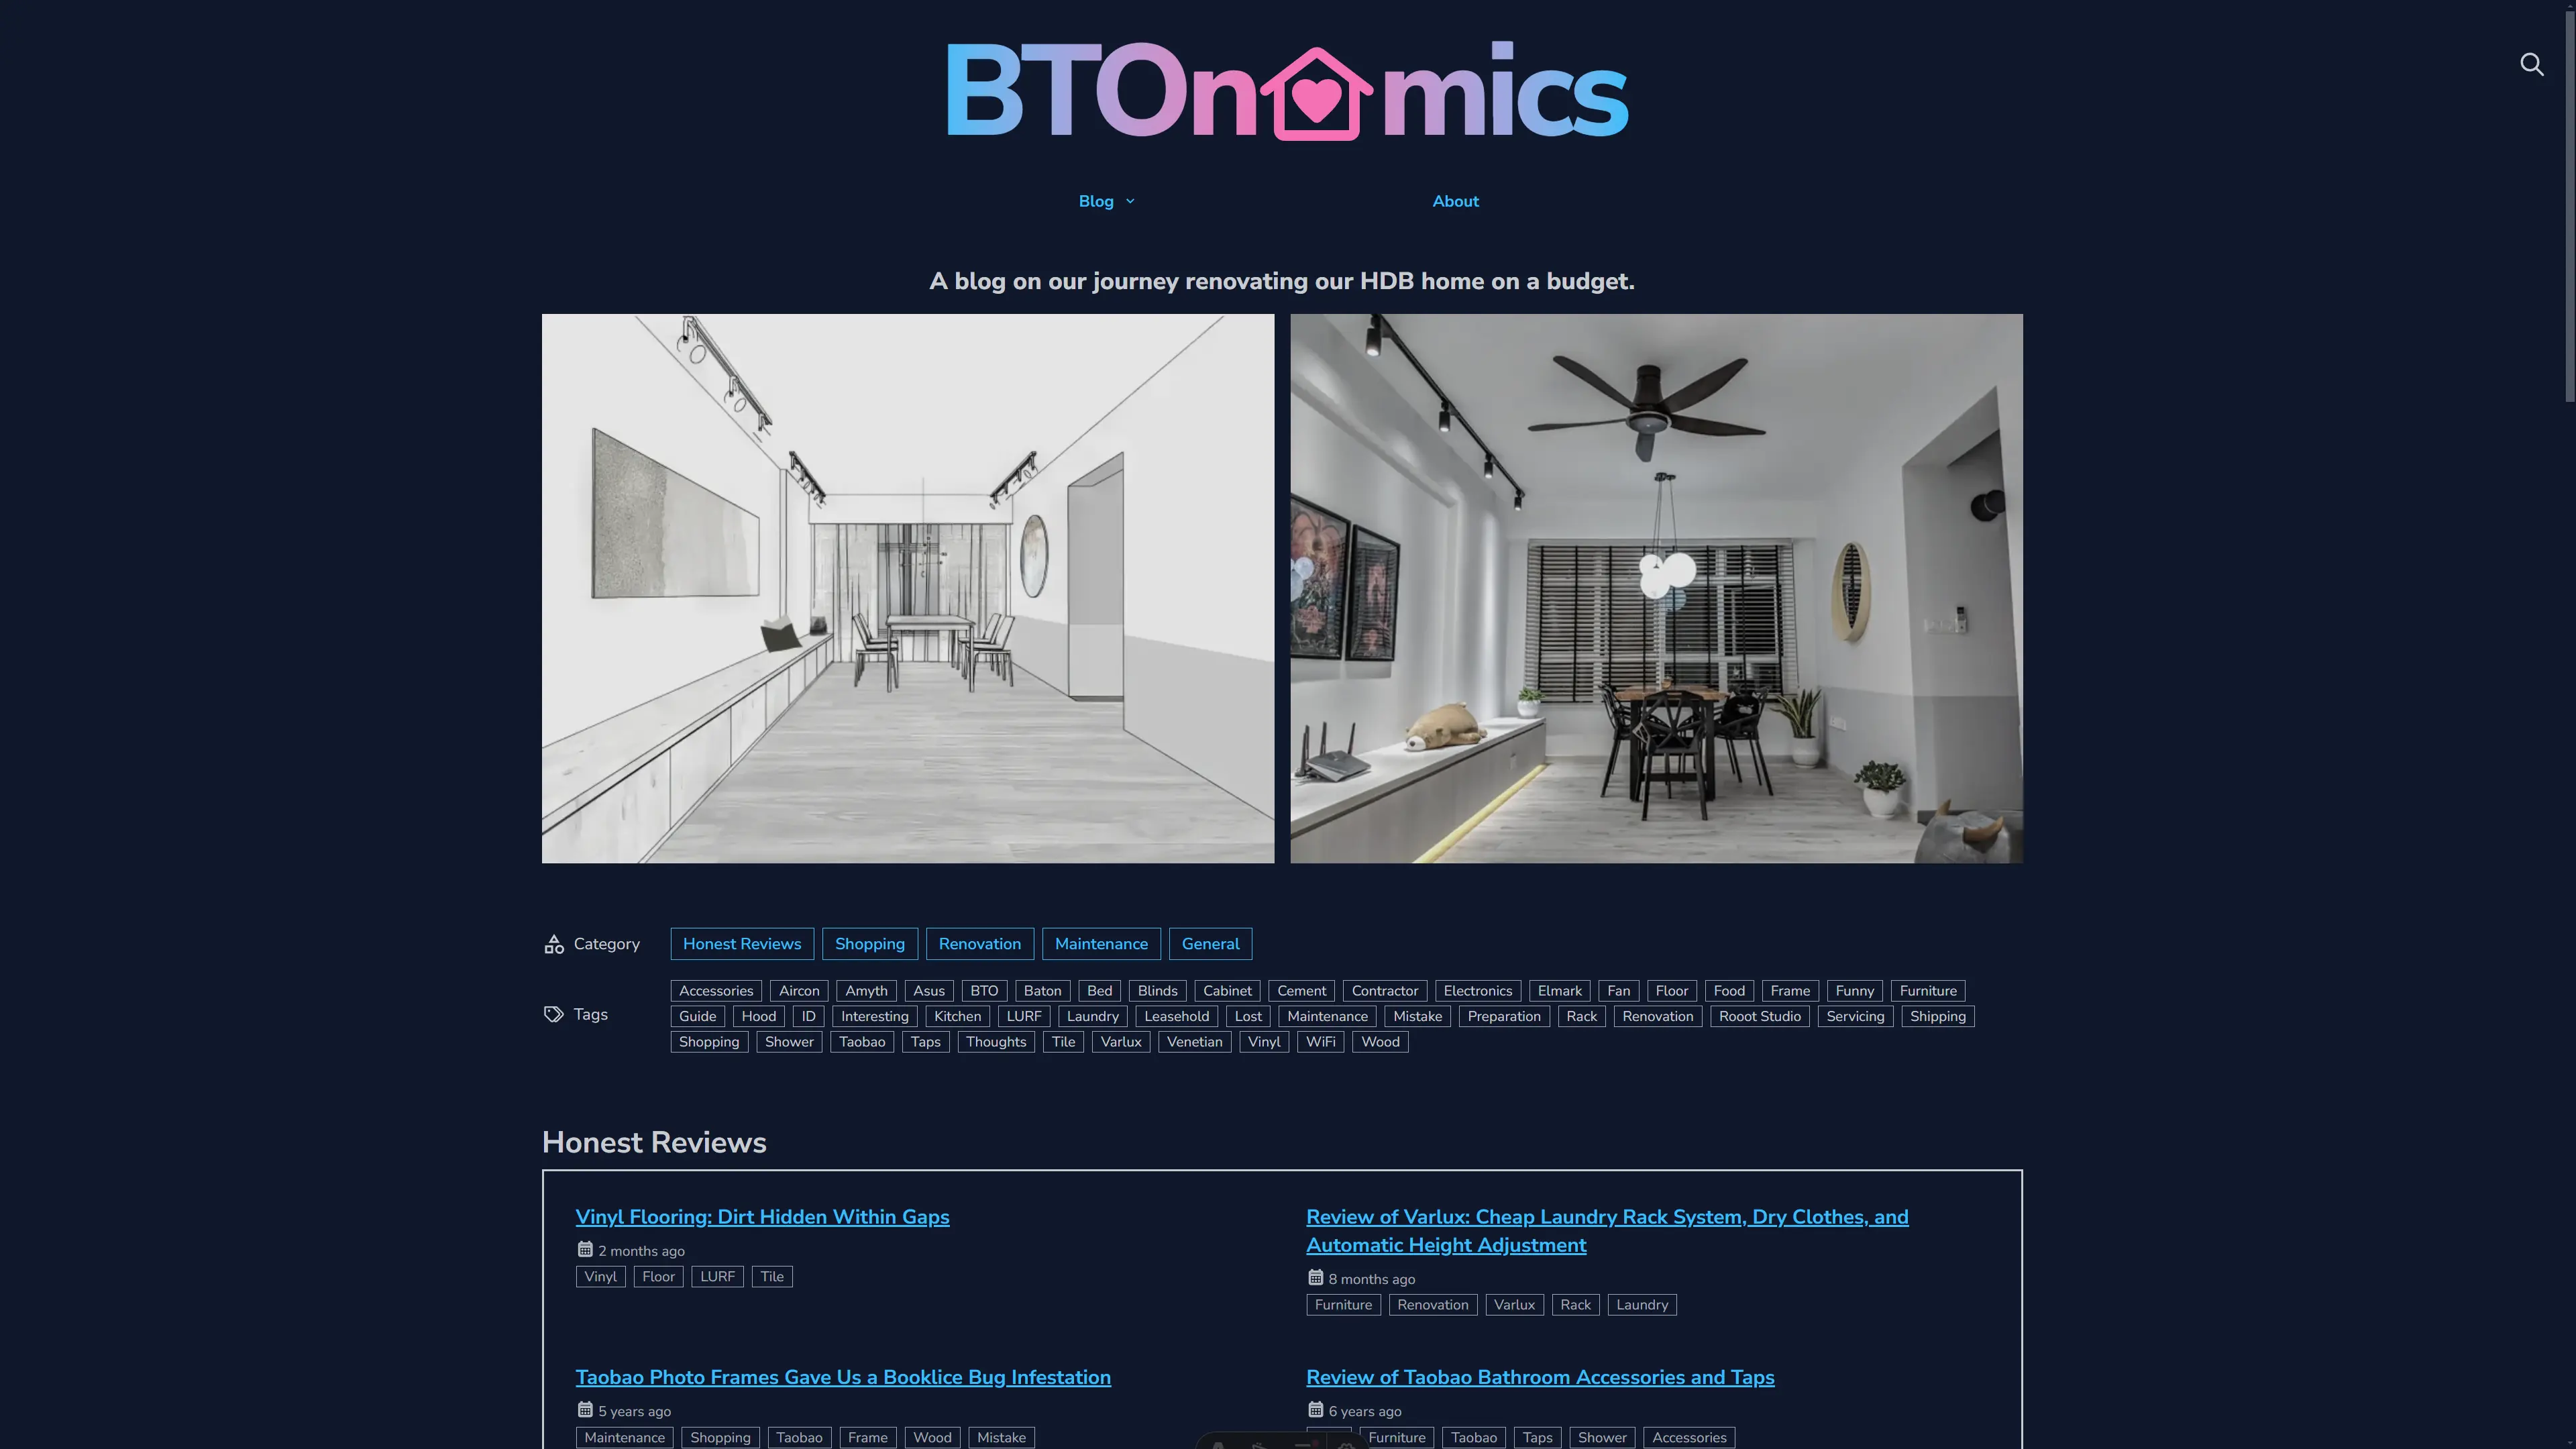 BTOnomics
Blog
About
A blog on our journey renovating our HDB home on a budget.
Category
Honest Reviews
Shopping
Renovation
Maintenance
General
Tags
Accessories Aircon Amyth Asus BTO Baton Bed Blinds Cabinet Cement Contractor Electronics Elmark Fan Floor Food Frame Funny Furniture
Guide Hood ID Interesting Kitchen LURF Laundry Leasehold Lost Maintenance Mistake Preparation Rack Renovation Rooot Studio Servicing Shipping
Shopping Shower Taobao Taps Thoughts Tile Varlux Venetian Vinyl WiFi Wood
Honest Reviews
Vinyl Flooring: Dirt Hidden Within Gaps
2 months ago
Vinyl Floor LURF Tile
Review of Varlux: Cheap Laundry Rack System, Dry Clothes, and
Automatic Height Adjustment
8 months ago
Furniture Renovation Varlux Rack Laundry
Taobao Photo Frames Gave Us a Booklice Bug Infestation
5 years ago
Maintenance Shopping Taobao Frame Wood Mistake
Review of Taobao Bathroom Accessories and Taps
6 years ago
Furniture Taobao Taps Shower Accessories